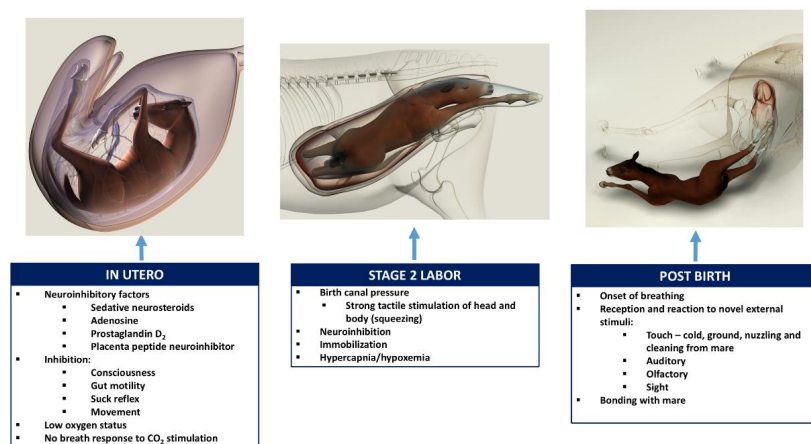 IN UTERO
▪ Neuroinhibitory factors
▪ Sedative neurosteroids
▪ Adenosine
▪ Prostaglandin D₂
▪ Placenta peptide neuroinhibitor
▪ Inhibition:
▪ Consciousness
▪ Gut motility
▪ Suck reflex
▪ Movement
▪ Low oxygen status
▪ No breath response to CO₂ stimulation
STAGE 2 LABOR
▪ Birth canal pressure
▪ Strong tactile stimulation of head and
body (squeezing)
▪ Neuroinhibition
▪ Immobilization
▪ Hypercapnia/hypoxemia
POST BIRTH
▪ Onset of breathing
▪ Reception and reaction to novel external
stimuli:
▪ Touch – cold, ground, nuzzling and
cleaning from mare
▪ Auditory
▪ Olfactory
▪ Sight
▪ Bonding with mare